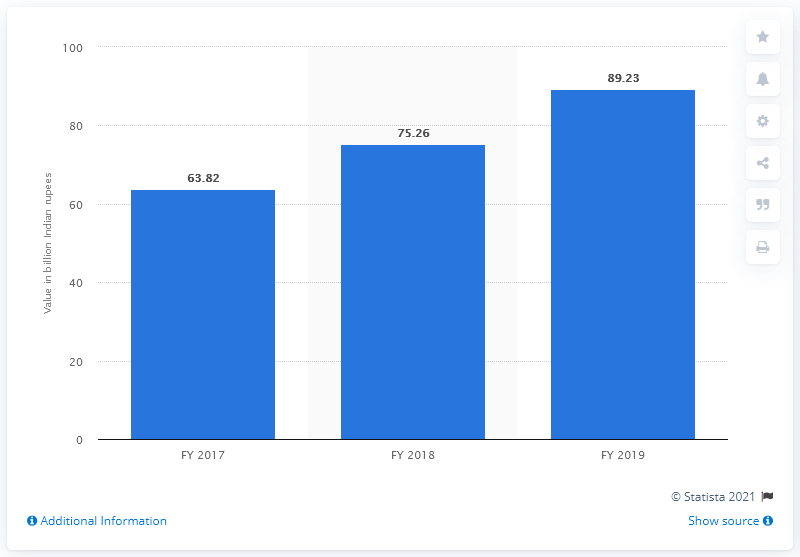 100
80
60
40
20
0
Value in billion Indian rupees
63.82
75.26
89.23
FY 2017
FY 2018
FY 2019
© Statista 2021
Additional Information
Show source